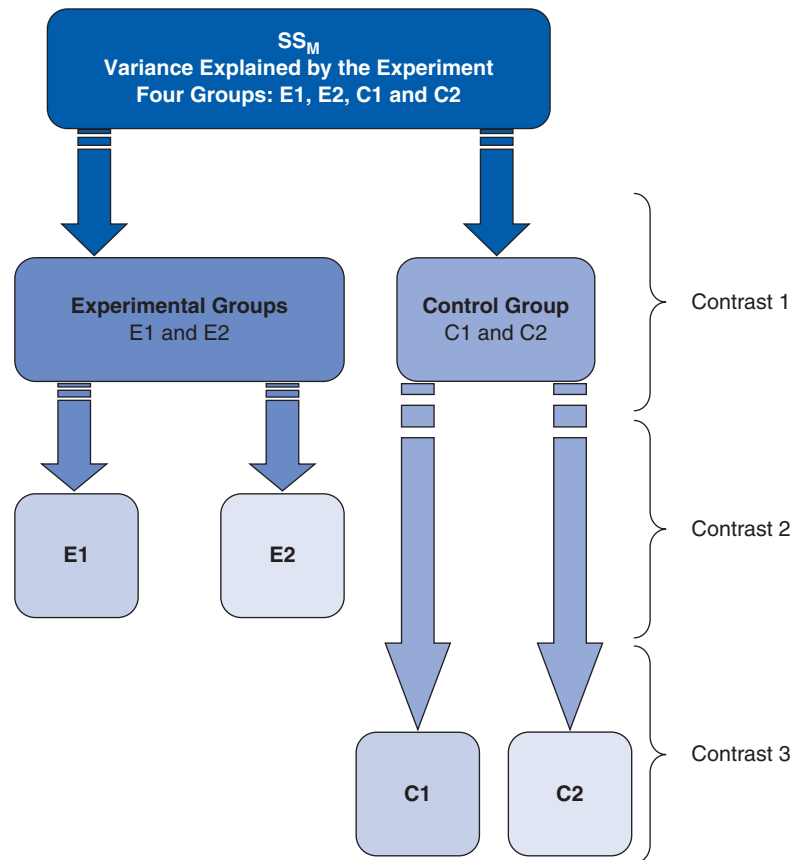 SS_M
Variance Explained by the Experiment
Four Groups: E1, E2, C1 and C2
Experimental Groups
E1 and E2
Control Group
C1 and C2
Contrast 1
E1
E2
Contrast 2
C1
C2
Contrast 3